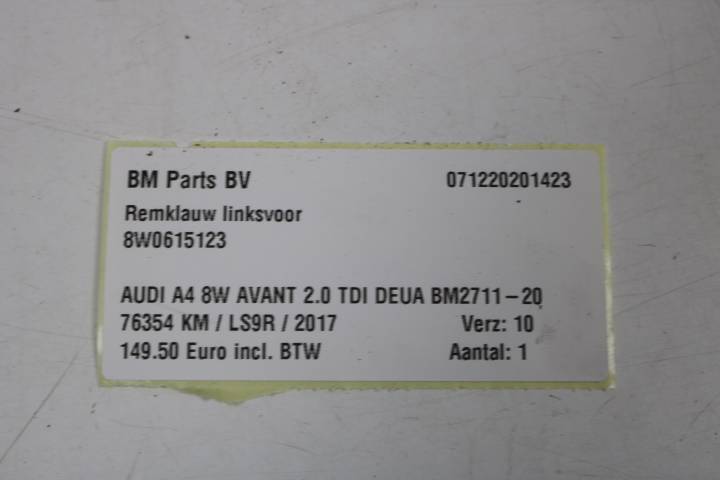 BM Parts BV 071220201423
Remklauw linksvoor
8W0615123
AUDI A4 8W AVANT 2.0 TDI DEUA BM2711-20
76354 KM / LS9R / 2017 Verz: 10
149.50 Euro incl. BTW Aantal: 1